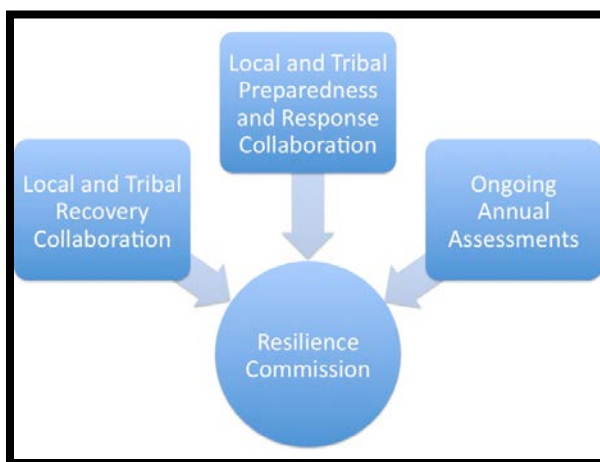 Local and Tribal
Preparedness
and Response
Collaboration
Local and Tribal
Recovery
Collaboration
Ongoing
Annual
Assessments
Resilience
Commission